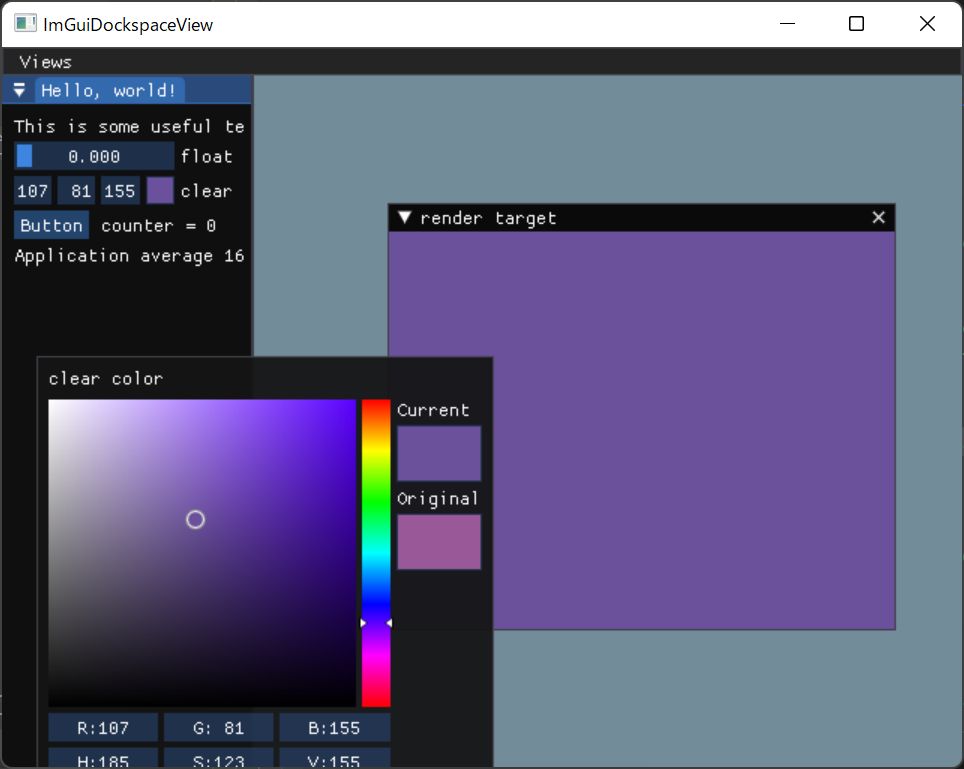 ImGuiDockspaceView
Views
Hello, world!
This is some useful te
0.000 float
107 81 155 clear
Button counter = 0
Application average 16
render target
clear color
Current
Original
R:107 G: 81 B:155
H:185 S:123 V:155